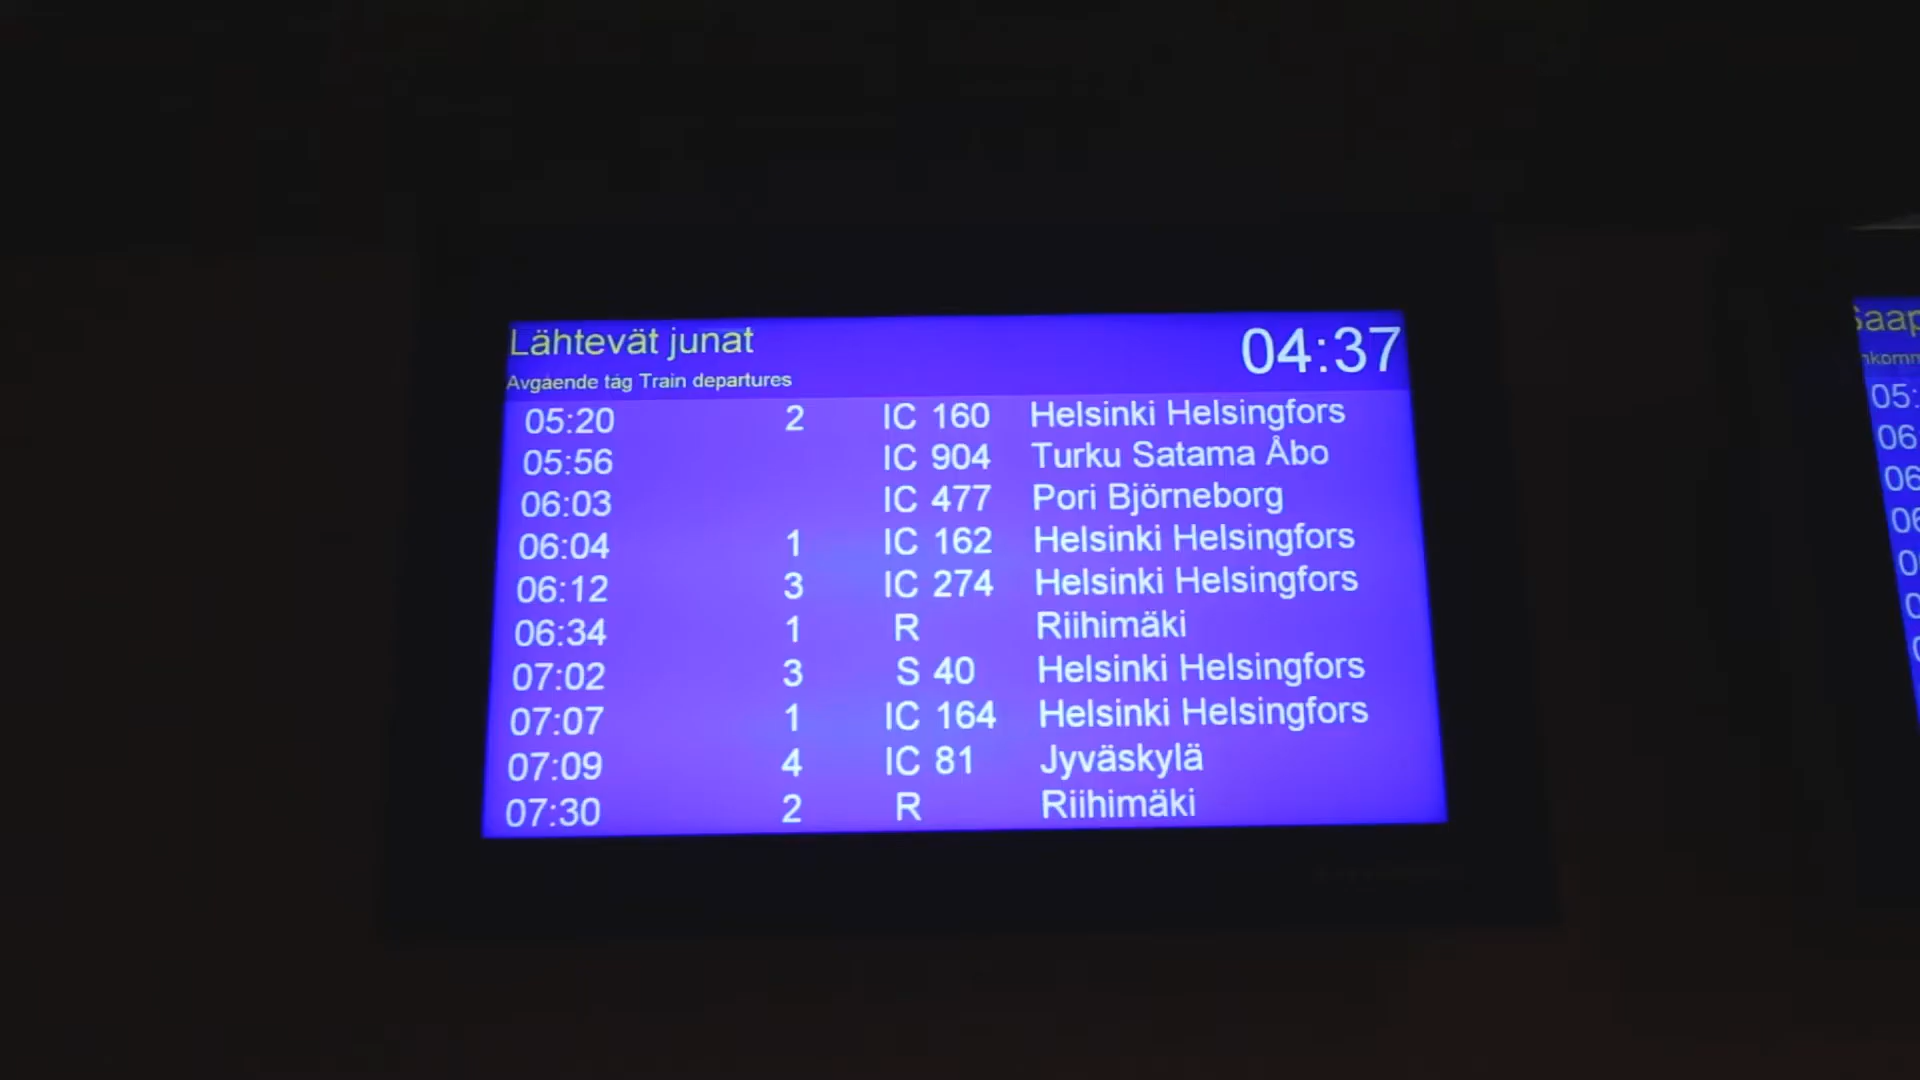 Lähtevät junat 04:37
Avgående tåg Train departures
05:20 2 IC 160 Helsinki Helsingfors
05:56 IC 904 Turku Satama Åbo
06:03 IC 477 Pori Björneborg
06:04 1 IC 162 Helsinki Helsingfors
06:12 3 IC 274 Helsinki Helsingfors
06:34 1 R Riihimäki
07:02 3 S 40 Helsinki Helsingfors
07:07 1 IC 164 Helsinki Helsingfors
07:09 4 IC 81 Jyväskylä
07:30 2 R Riihimäki